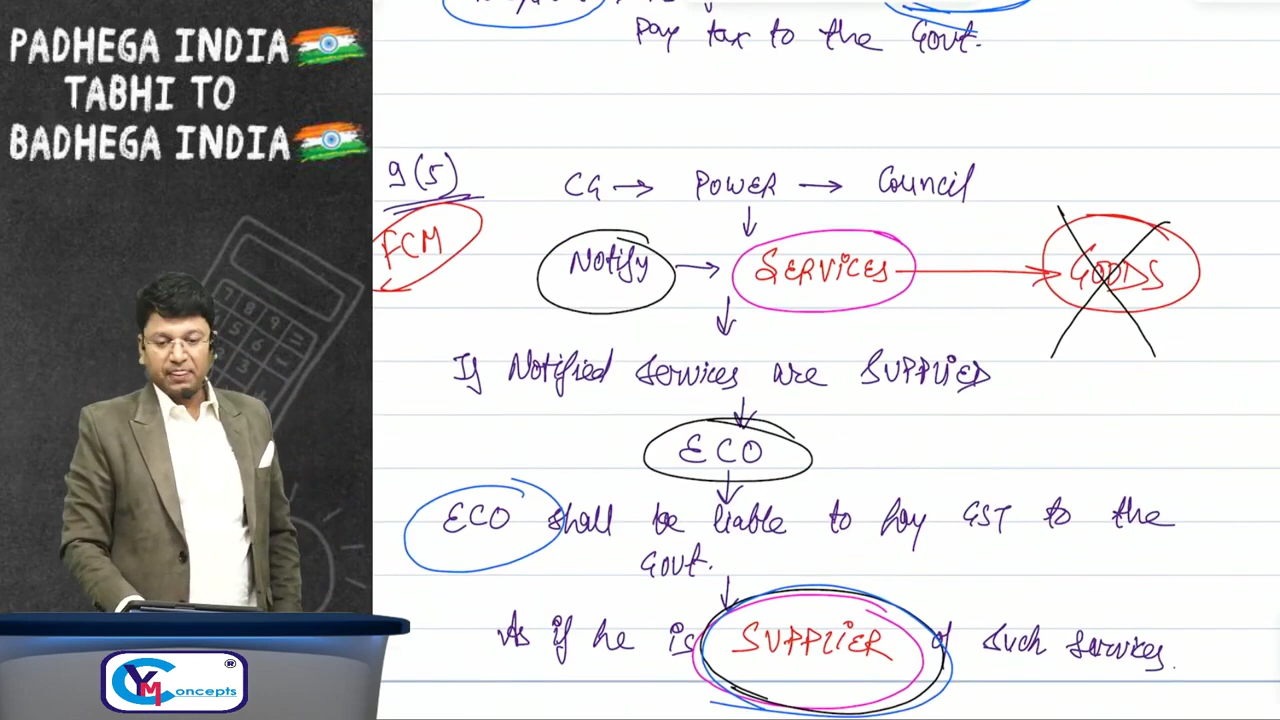 PADHEGA INDIA
TABHI TO
BADHEGA INDIA
Pay tax to the Govt.
9(5)
CG → POWER → Council
FCM
Notify → SERVICES → GOODS
If Notified services are SUPPLIED
ECO
ECO shall be liable to pay GST to the
Govt.
As if he is SUPPLIER of such services.
CYM Concepts ®